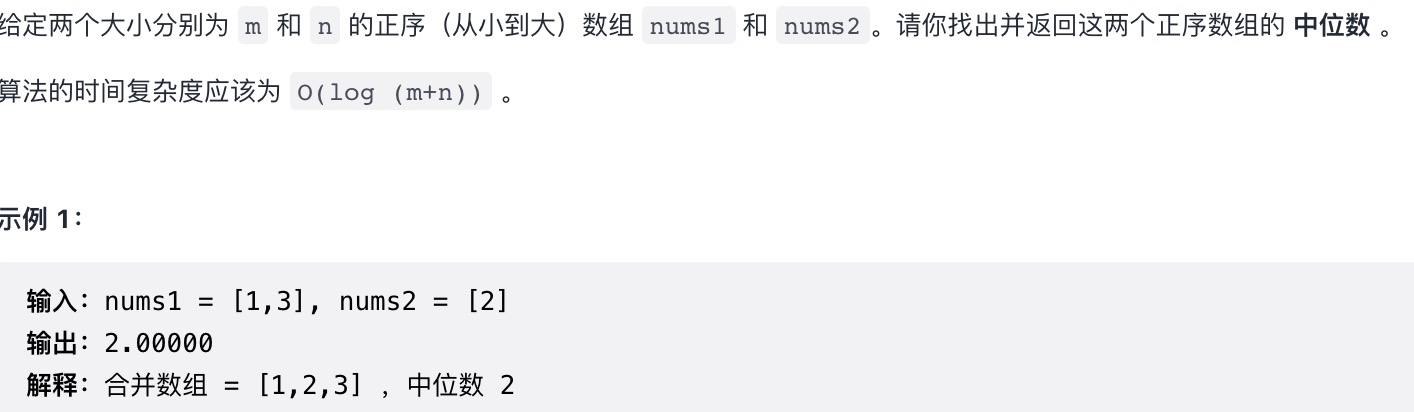 给定两个大小分别为 m 和 n 的正序（从小到大）数组 nums1 和 nums2。请你找出并返回这两个正序数组的 中位数 。
算法的时间复杂度应该为 O(log (m+n)) 。
示例 1：
输入：nums1 = [1,3], nums2 = [2]
输出：2.00000
解释：合并数组 = [1,2,3] ，中位数 2